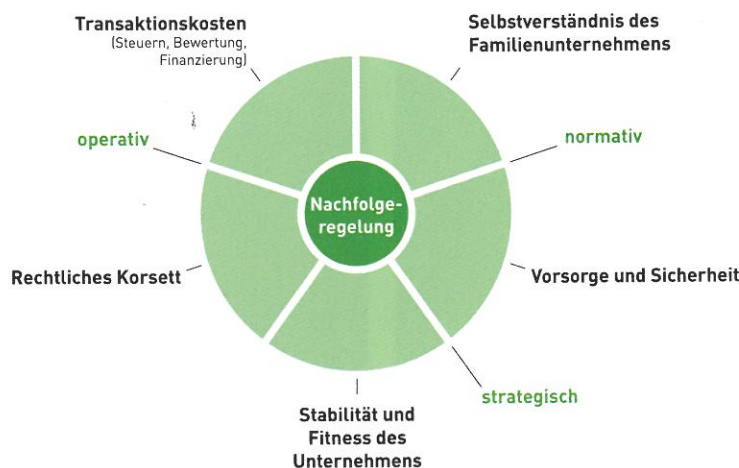 Transaktionskosten
(Steuern, Bewertung,
Finanzierung)
Selbstverständnis des
Familienunternehmens
operativ
normativ
Nachfolge-
regelung
Rechtliches Korsett
Vorsorge und Sicherheit
strategisch
Stabilität und
Fitness des
Unternehmens